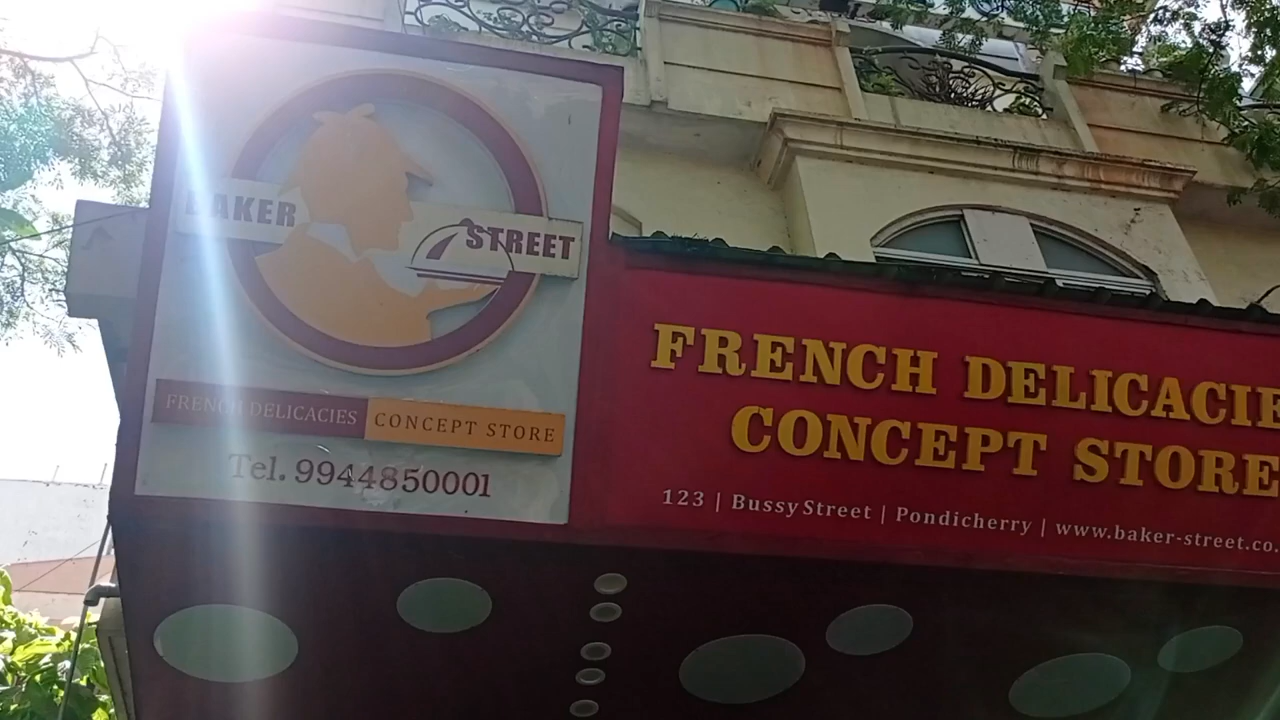 BAKER STREET
FRENCH DELICACIES CONCEPT STORE
Tel. 9944850001
FRENCH DELICACIE
CONCEPT STORE
123 | Bussy Street | Pondicherry | www.baker-street.co.